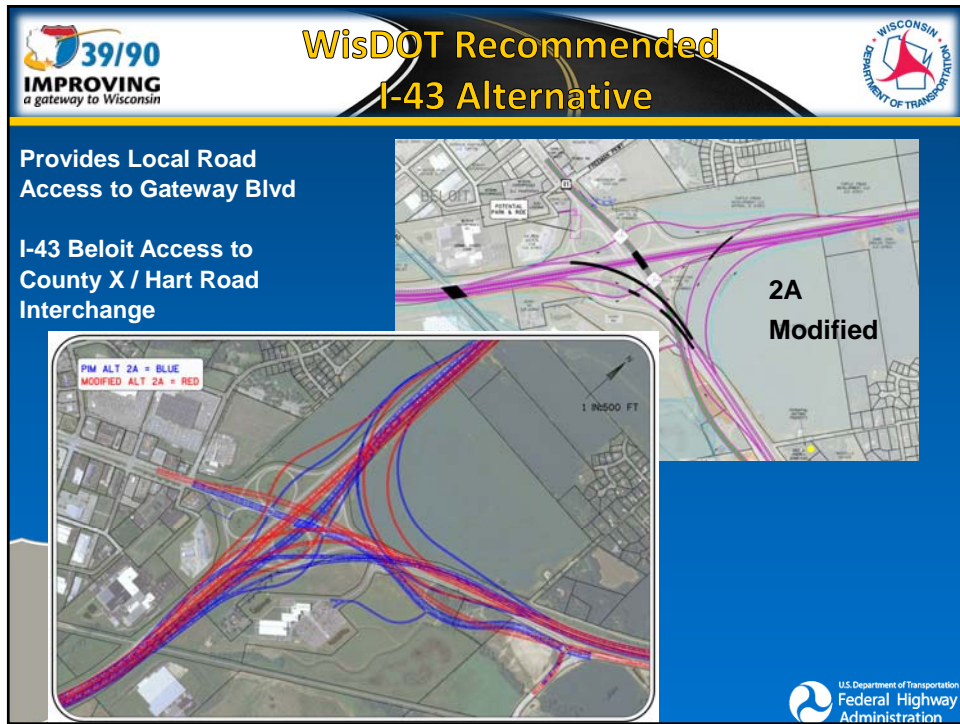 39/90
IMPROVING
a gateway to Wisconsin
WisDOT Recommended
I-43 Alternative
WISCONSIN
DEPARTMENT OF TRANSPORTATION
Provides Local Road
Access to Gateway Blvd
I-43 Beloit Access to
County X / Hart Road
Interchange
BELOIT
POTENTIAL
PARK & RIDE
2A
Modified
PIM ALT 2A = BLUE
MODIFIED ALT 2A = RED
1 IN:500 FT
U.S. Department of Transportation
Federal Highway
Administration